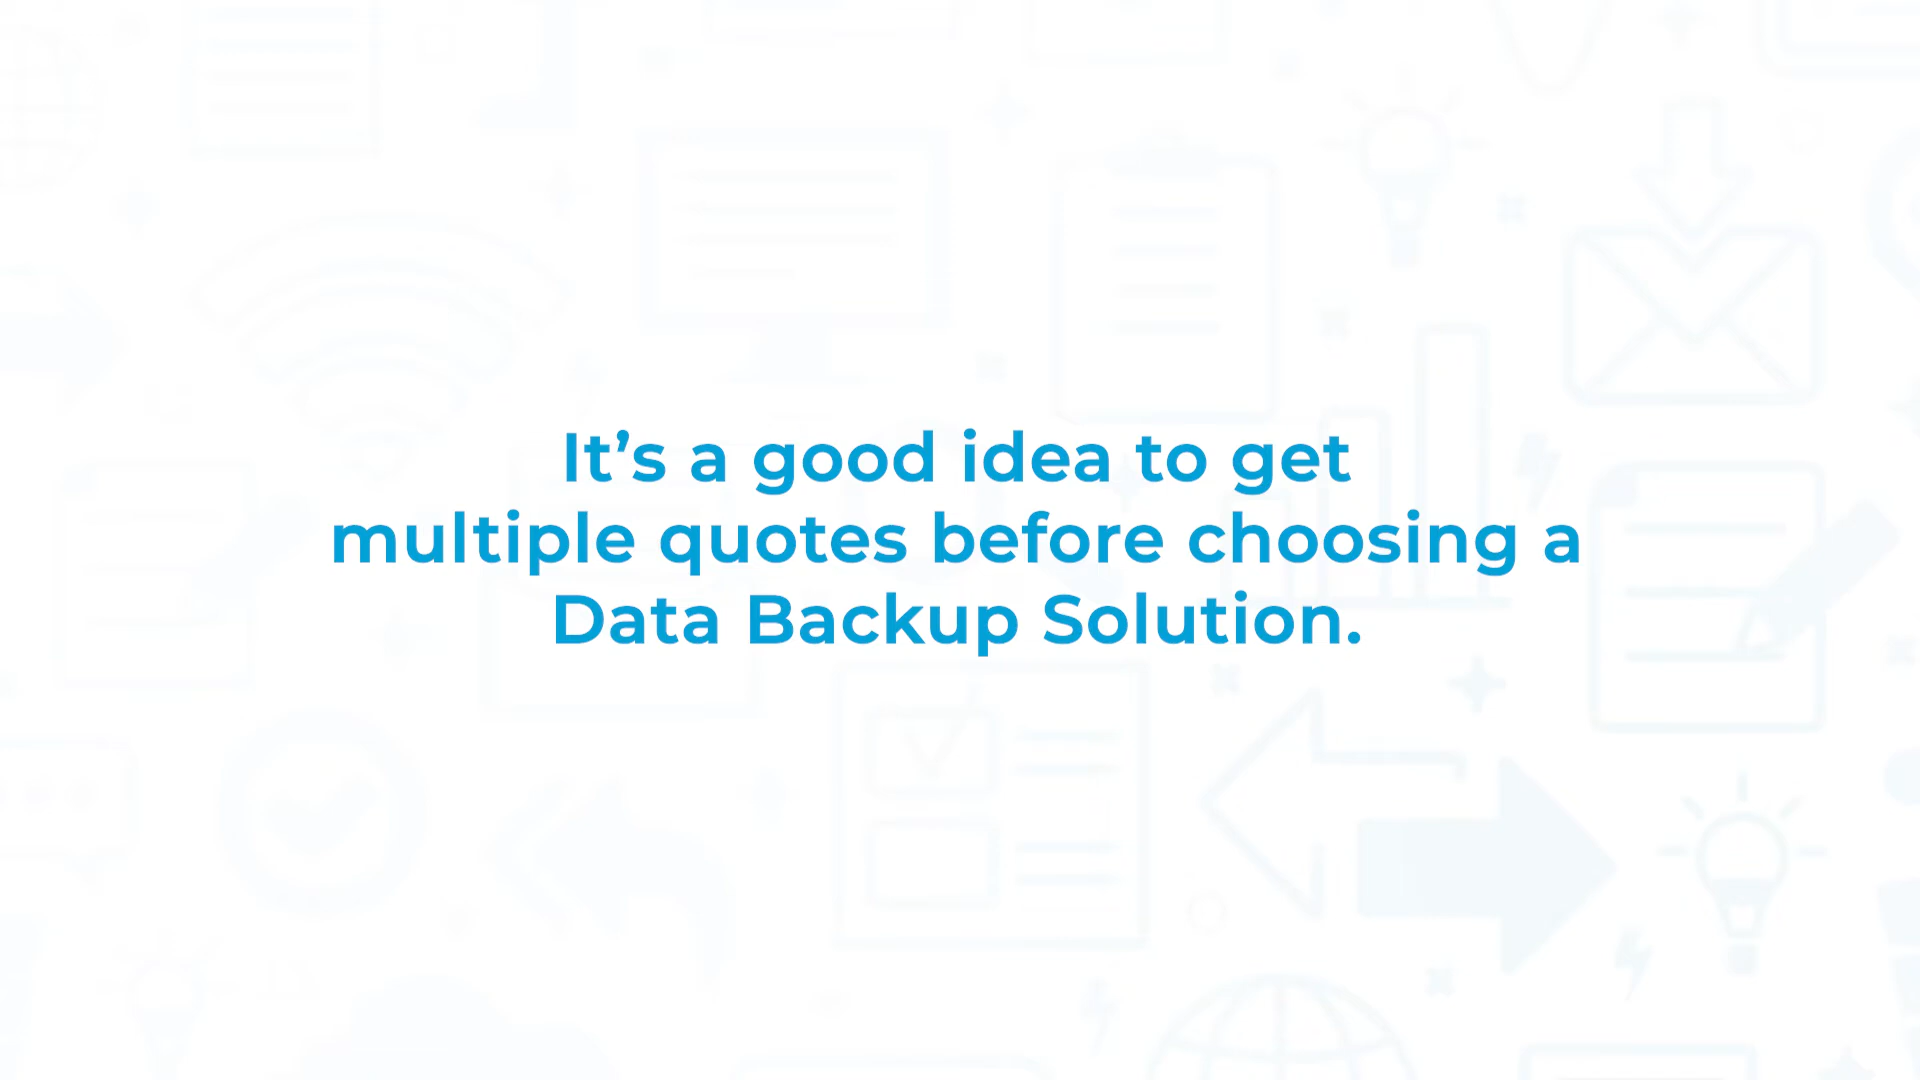 It’s a good idea to get
multiple quotes before choosing a
Data Backup Solution.